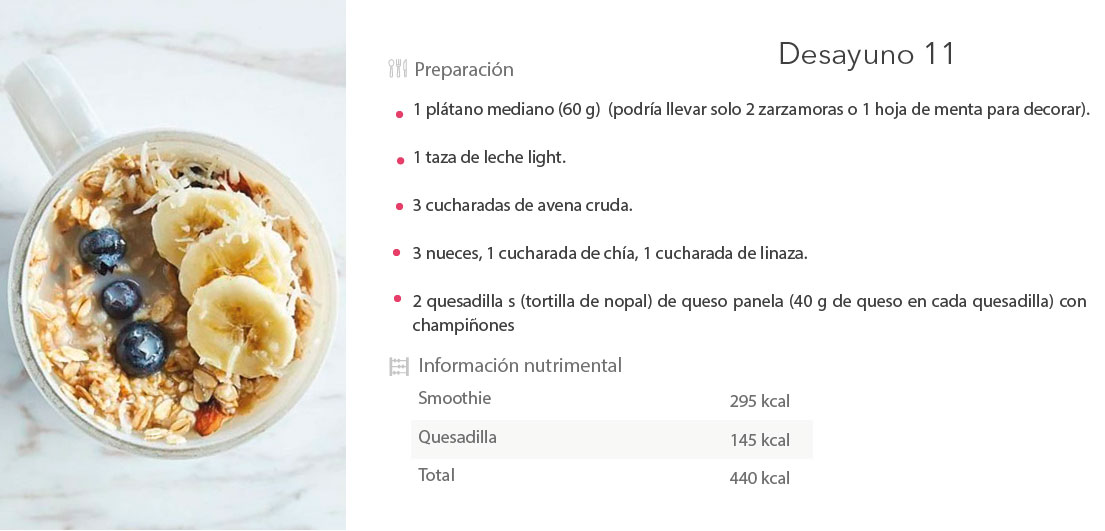 Desayuno 11
Preparación
1 plátano mediano (60 g) (podría llevar solo 2 zarzamoras o 1 hoja de menta para decorar).
1 taza de leche light.
3 cucharadas de avena cruda.
3 nueces, 1 cucharada de chía, 1 cucharada de linaza.
2 quesadilla s (tortilla de nopal) de queso panela (40 g de queso en cada quesadilla) con
champiñones
Información nutrimental
Smoothie 295 kcal
Quesadilla 145 kcal
Total 440 kcal